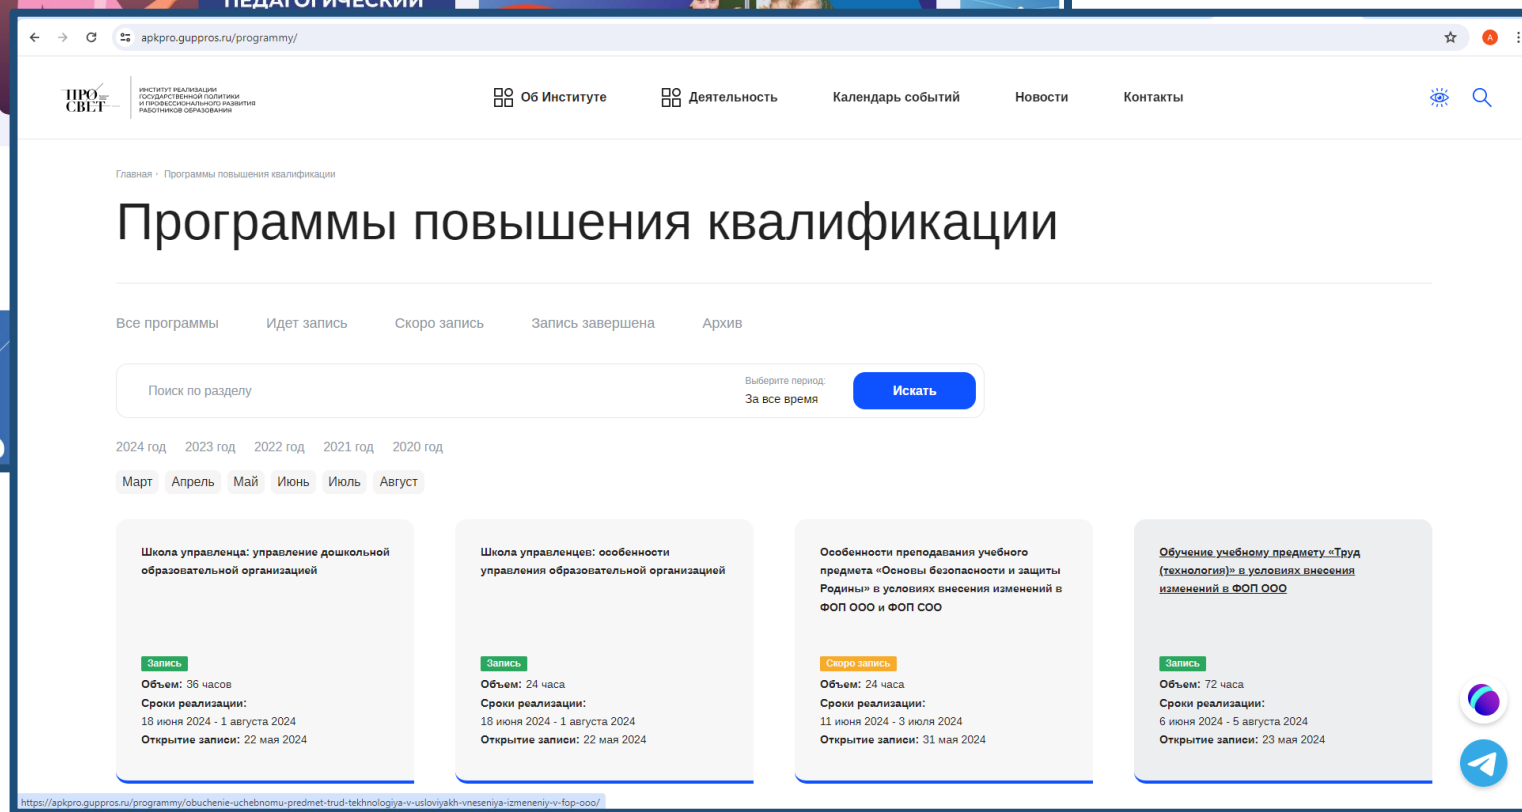 ПЕДАГОГИЧЕСКИЙ
apkpro.guppros.ru/programmy/
A
ПРО
СВЕТ
ИНСТИТУТ РЕАЛИЗАЦИИ
ГОСУДАРСТВЕННОЙ ПОЛИТИКИ
И ПРОФЕССИОНАЛЬНОГО РАЗВИТИЯ
РАБОТНИКОВ ОБРАЗОВАНИЯ
Об Институте
Деятельность
Календарь событий
Новости
Контакты
Главная · Программы повышения квалификации
Программы повышения квалификации
Все программы
Идет запись
Скоро запись
Запись завершена
Архив
Поиск по разделу
Выберите период:
За все время
Искать
2024 год
2023 год
2022 год
2021 год
2020 год
Март
Апрель
Май
Июнь
Июль
Август
Школа управленца: управление дошкольной
образовательной организацией
Запись
Объем: 36 часов
Сроки реализации:
18 июня 2024 - 1 августа 2024
Открытие записи: 22 мая 2024
Школа управленцев: особенности
управления образовательной организацией
Запись
Объем: 24 часа
Сроки реализации:
18 июня 2024 - 1 августа 2024
Открытие записи: 22 мая 2024
Особенности преподавания учебного
предмета «Основы безопасности и защиты
Родины» в условиях внесения изменений в
ФОП ООО и ФОП СОО
Скоро запись
Объем: 24 часа
Сроки реализации:
11 июня 2024 - 3 июля 2024
Открытие записи: 31 мая 2024
Обучение учебному предмету «Труд
(технология)» в условиях внесения
изменений в ФОП ООО
Запись
Объем: 72 часа
Сроки реализации:
6 июня 2024 - 5 августа 2024
Открытие записи: 23 мая 2024
https://apkpro.guppros.ru/programmy/obuchenie-uchebnomu-predmet-trud-tekhnologiya-v-usloviyakh-vneseniya-izmeneniy-v-fop-ooo/